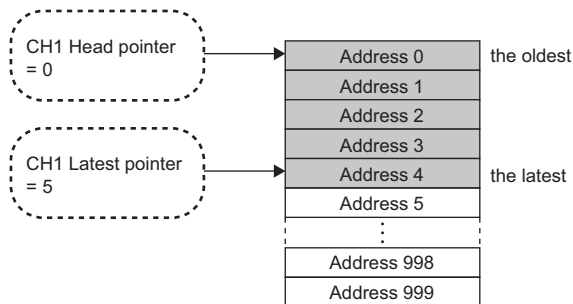 CH1 Head pointer
= 0
Address 0
the oldest
Address 1
Address 2
Address 3
CH1 Latest pointer
= 5
Address 4
the latest
Address 5
Address 998
Address 999